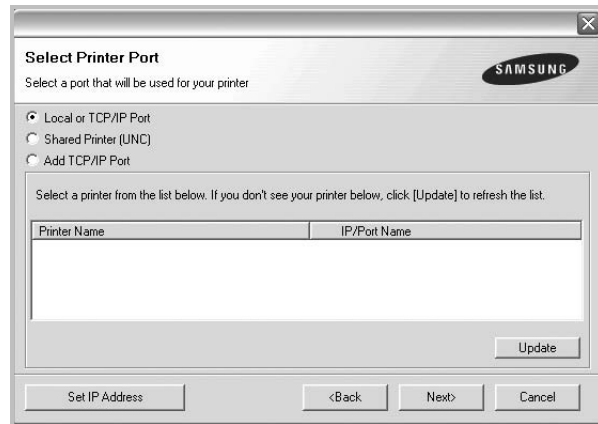 Select Printer Port
Select a port that will be used for your printer
SAMSUNG
Local or TCP/IP Port
Shared Printer (UNC)
Add TCP/IP Port
Select a printer from the list below. If you don't see your printer below, click [Update] to refresh the list.
Printer Name IP/Port Name
Update
Set IP Address <Back Next> Cancel